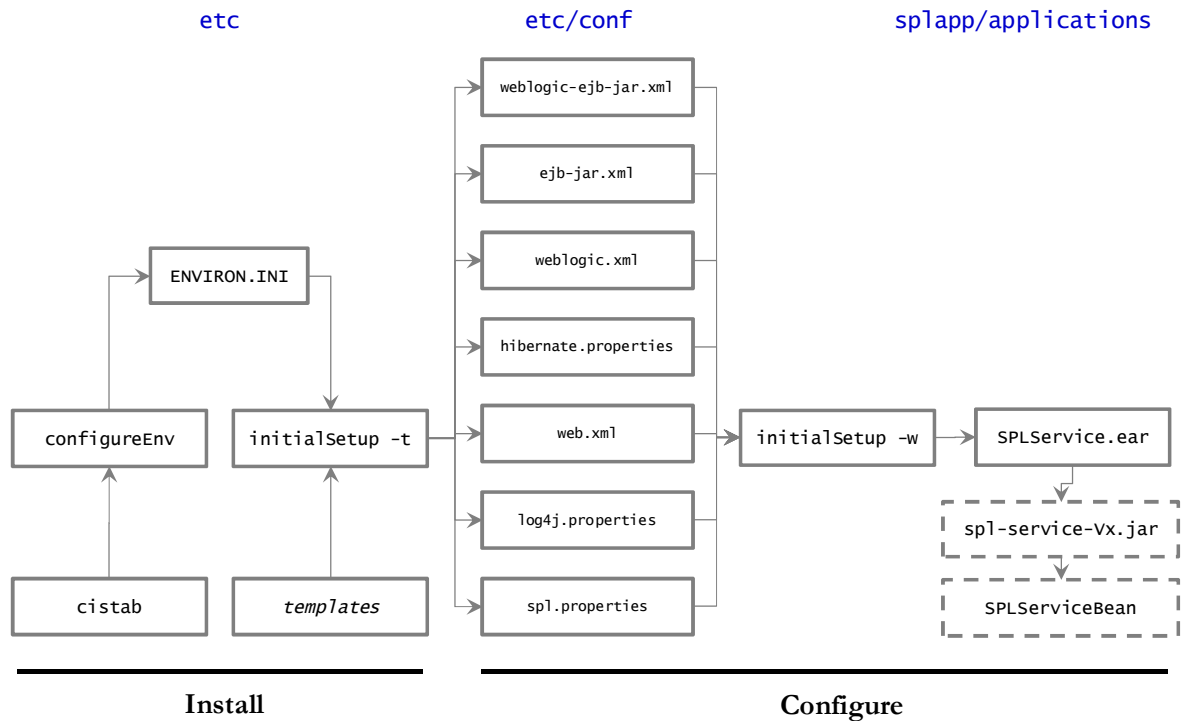 etc
etc/conf
splapp/applications
weblogic-ejb-jar.xml
ejb-jar.xml
weblogic.xml
ENVIRON.INI
hibernate.properties
configureEnv
initialSetup -t
web.xml
initialSetup -w
SPLService.ear
log4j.properties
spl-service-Vx.jar
cistab
templates
spl.properties
SPLServiceBean
Install
Configure